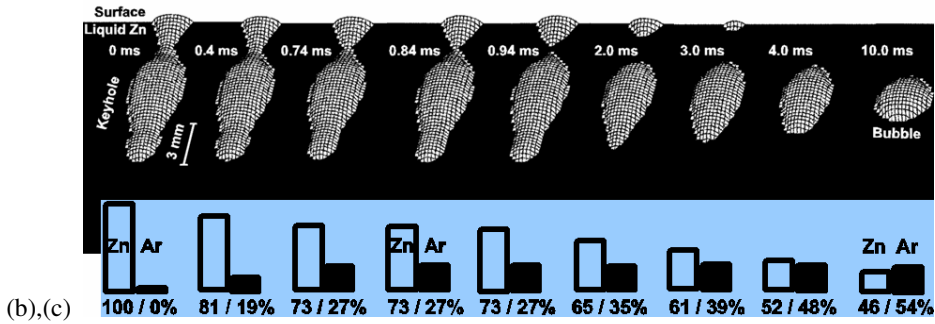 Surface
Liquid Zn
0 ms 0.4 ms 0.74 ms 0.84 ms 0.94 ms 2.0 ms 3.0 ms 4.0 ms 10.0 ms
Keyhole
3 mm
Bubble
Zn Ar Zn Ar Zn Ar
100 / 0% 81 / 19% 73 / 27% 73 / 27% 73 / 27% 65 / 35% 61 / 39% 52 / 48% 46 / 54%
(b),(c)